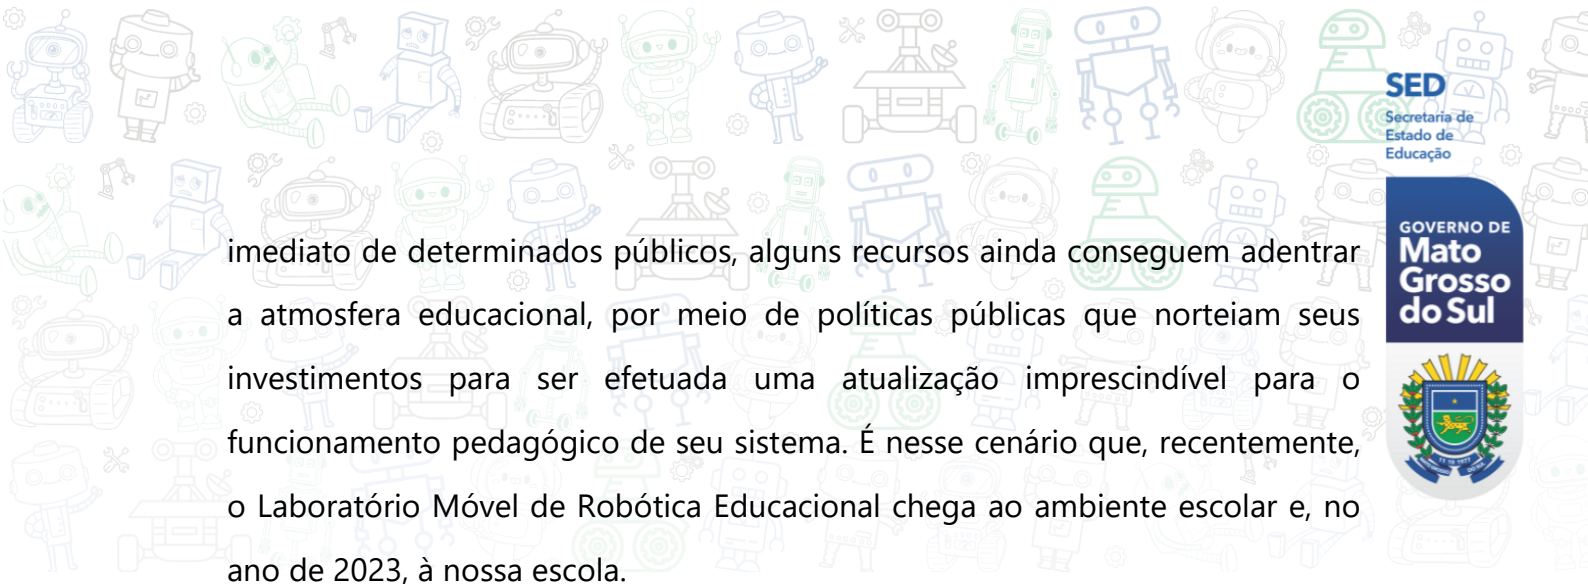 SED
Secretaria de
Estado de
Educação
GOVERNO DE
Mato
Grosso
do Sul
imediato de determinados públicos, alguns recursos ainda conseguem adentrar
a atmosfera educacional, por meio de políticas públicas que norteiam seus
investimentos para ser efetuada uma atualização imprescindível para o
funcionamento pedagógico de seu sistema. É nesse cenário que, recentemente,
o Laboratório Móvel de Robótica Educacional chega ao ambiente escolar e, no
ano de 2023, à nossa escola.